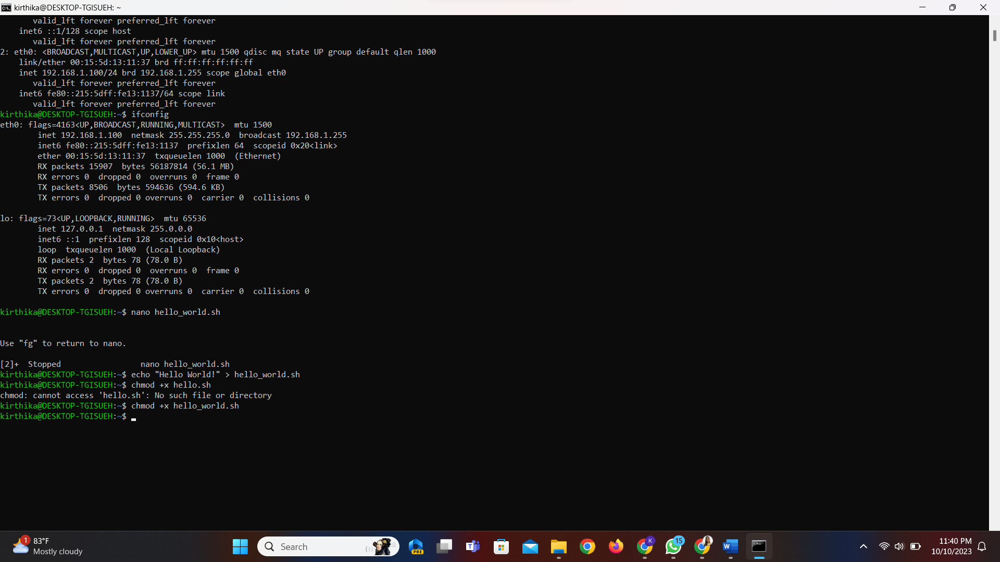 kirthika@DESKTOP-TGISUEH: ~
valid_lft forever preferred_lft forever
inet6 ::1/128 scope host
valid_lft forever preferred_lft forever
2: eth0: <BROADCAST,MULTICAST,UP,LOWER_UP> mtu 1500 qdisc mq state UP group default qlen 1000
link/ether 00:15:5d:13:11:37 brd ff:ff:ff:ff:ff:ff
inet 192.168.1.100/24 brd 192.168.1.255 scope global eth0
valid_lft forever preferred_lft forever
inet6 fe80::215:5dff:fe13:1137/64 scope link
valid_lft forever preferred_lft forever
kirthika@DESKTOP-TGISUEH:~$ ifconfig
eth0: flags=4163<UP,BROADCAST,RUNNING,MULTICAST>  mtu 1500
inet 192.168.1.100  netmask 255.255.255.0  broadcast 192.168.1.255
inet6 fe80::215:5dff:fe13:1137  prefixlen 64  scopeid 0x20<link>
ether 00:15:5d:13:11:37  txqueuelen 1000  (Ethernet)
RX packets 15907  bytes 56187814 (56.1 MB)
RX errors 0  dropped 0  overruns 0  frame 0
TX packets 8506  bytes 594636 (594.6 KB)
TX errors 0  dropped 0 overruns 0  carrier 0  collisions 0
lo: flags=73<UP,LOOPBACK,RUNNING>  mtu 65536
inet 127.0.0.1  netmask 255.0.0.0
inet6 ::1  prefixlen 128  scopeid 0x10<host>
loop  txqueuelen 1000  (Local Loopback)
RX packets 2  bytes 78 (78.0 B)
RX errors 0  dropped 0  overruns 0  frame 0
TX packets 2  bytes 78 (78.0 B)
TX errors 0  dropped 0 overruns 0  carrier 0  collisions 0
kirthika@DESKTOP-TGISUEH:~$ nano hello_world.sh
Use "fg" to return to nano.
[2]+  Stopped                 nano hello_world.sh
kirthika@DESKTOP-TGISUEH:~$ echo "Hello World!" > hello_world.sh
kirthika@DESKTOP-TGISUEH:~$ chmod +x hello.sh
chmod: cannot access 'hello.sh': No such file or directory
kirthika@DESKTOP-TGISUEH:~$ chmod +x hello_world.sh
kirthika@DESKTOP-TGISUEH:~$
1
83°F
Mostly cloudy
Search
PRE
T
K
15
W
11:40 PM
10/10/2023